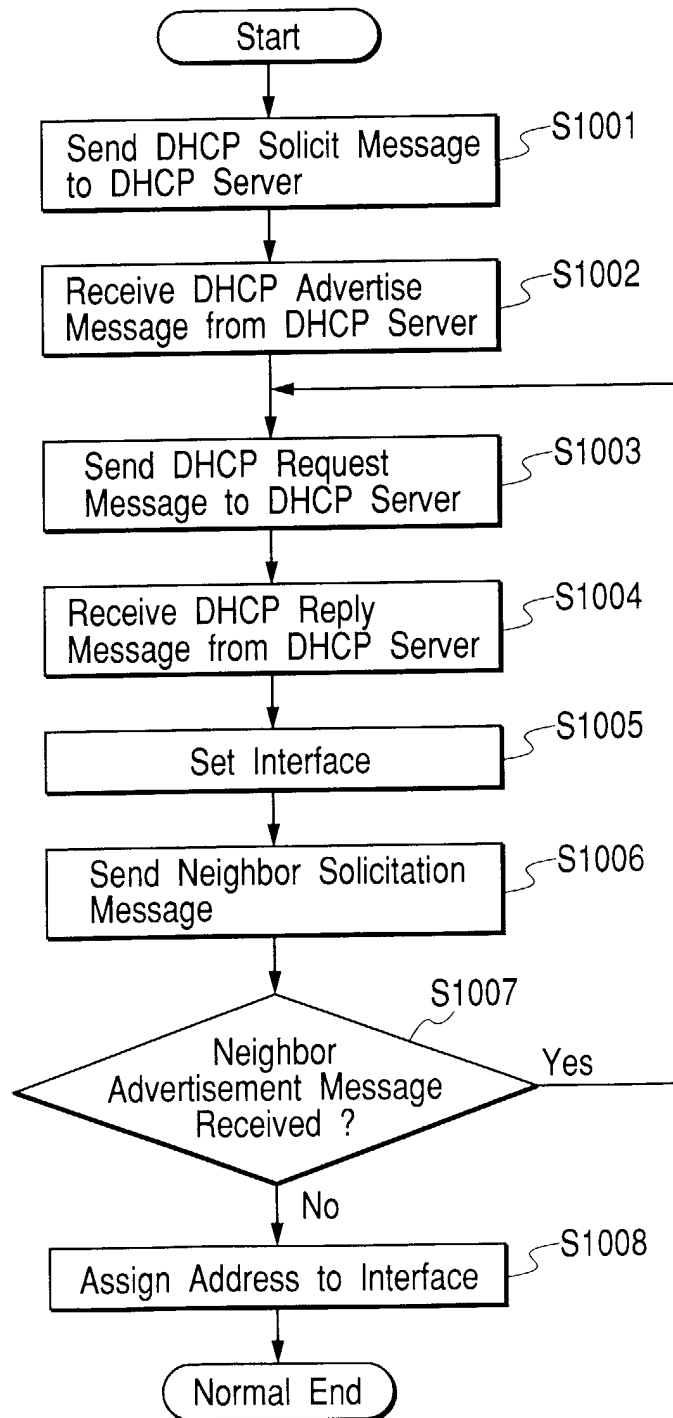 Start
Send DHCP Solicit Message
to DHCP Server
S1001
Receive DHCP Advertise
Message from DHCP Server
S1002
Send DHCP Request
Message to DHCP Server
S1003
Receive DHCP Reply
Message from DHCP Server
S1004
Set Interface
S1005
Send Neighbor Solicitation
Message
S1006
S1007
Neighbor
Advertisement Message
Received ?
Yes
No
Assign Address to Interface
S1008
Normal End